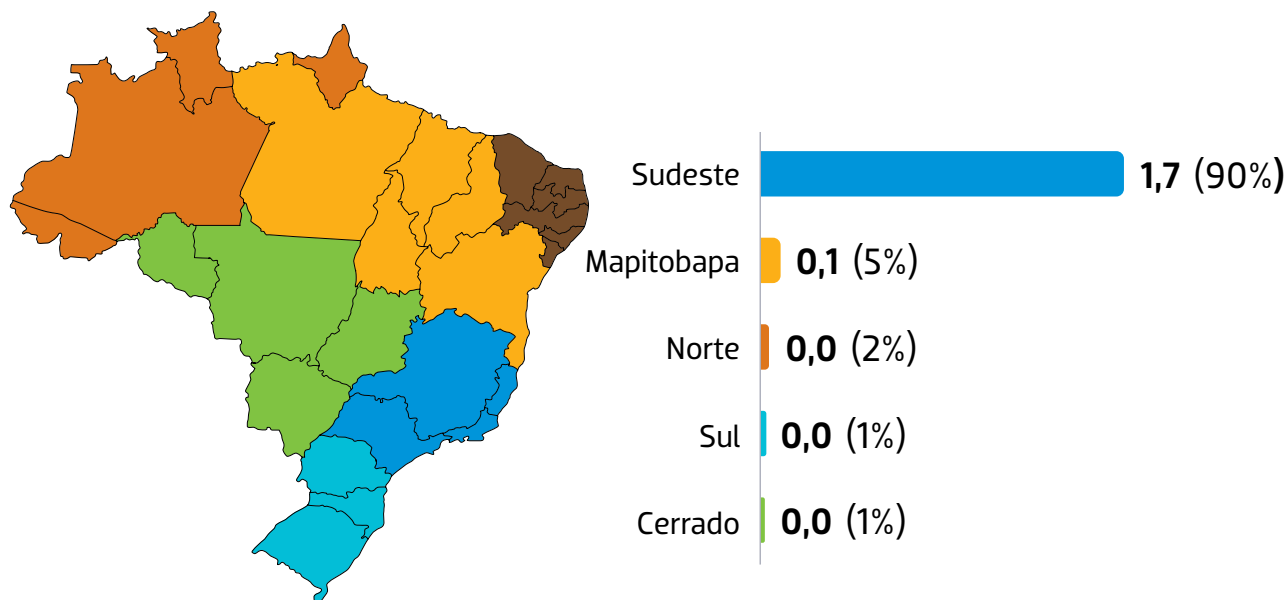 Sudeste 1,7 (90%)
Mapitobapa 0,1 (5%)
Norte 0,0 (2%)
Sul 0,0 (1%)
Cerrado 0,0 (1%)